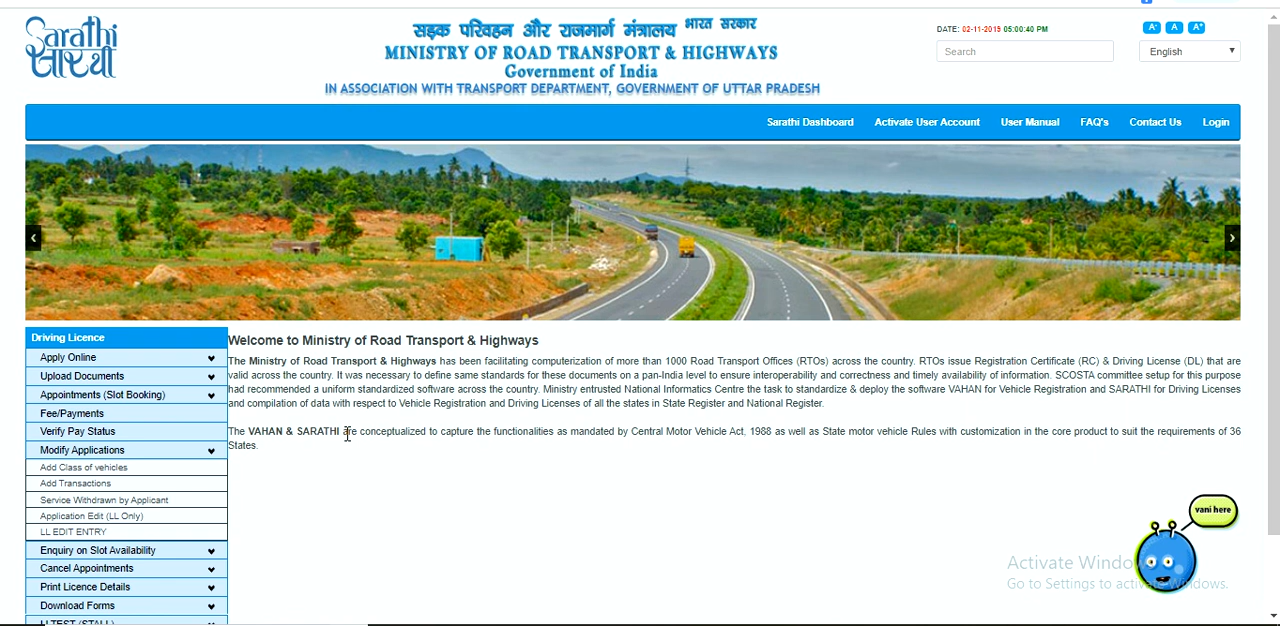 Sarathi
सारथी
सड़क परिवहन और राजमार्ग मंत्रालय भारत सरकार
MINISTRY OF ROAD TRANSPORT & HIGHWAYS
Government of India
IN ASSOCIATION WITH TRANSPORT DEPARTMENT, GOVERNMENT OF UTTAR PRADESH
DATE: 02-11-2019 05:00:40 PM
A- A A+
Search
English
Sarathi Dashboard Activate User Account User Manual FAQ's Contact Us Login
Driving Licence
Apply Online
Upload Documents
Appointments (Slot Booking)
Fee/Payments
Verify Pay Status
Modify Applications
Add Class of vehicles
Add Transactions
Service Withdrawn by Applicant
Application Edit (LL Only)
LL EDIT ENTRY
Enquiry on Slot Availability
Cancel Appointments
Print Licence Details
Download Forms
LLTEST (STALL)
Welcome to Ministry of Road Transport & Highways
The Ministry of Road Transport & Highways has been facilitating computerization of more than 1000 Road Transport Offices (RTOs) across the country. RTOs issue Registration Certificate (RC) & Driving License (DL) that are
valid across the country. It was necessary to define same standards for these documents on a pan-India level to ensure interoperability and correctness and timely availability of information. SCOSTA committee setup for this purpose
had recommended a uniform standardized software across the country. Ministry entrusted National Informatics Centre the task to standardize & deploy the software VAHAN for Vehicle Registration and SARATHI for Driving Licenses
and compilation of data with respect to Vehicle Registration and Driving Licenses of all the states in State Register and National Register.
The VAHAN & SARATHI are conceptualized to capture the functionalities as mandated by Central Motor Vehicle Act, 1988 as well as State motor vehicle Rules with customization in the core product to suit the requirements of 36
States.
vani here
Activate Windo
Go to Settings to activate Windows.